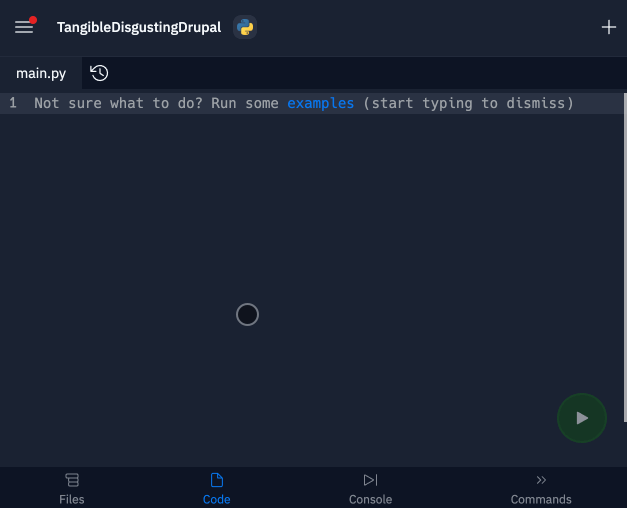 TangibleDisgustingDrupal
main.py
1 Not sure what to do? Run some examples (start typing to dismiss)
Files Code Console Commands